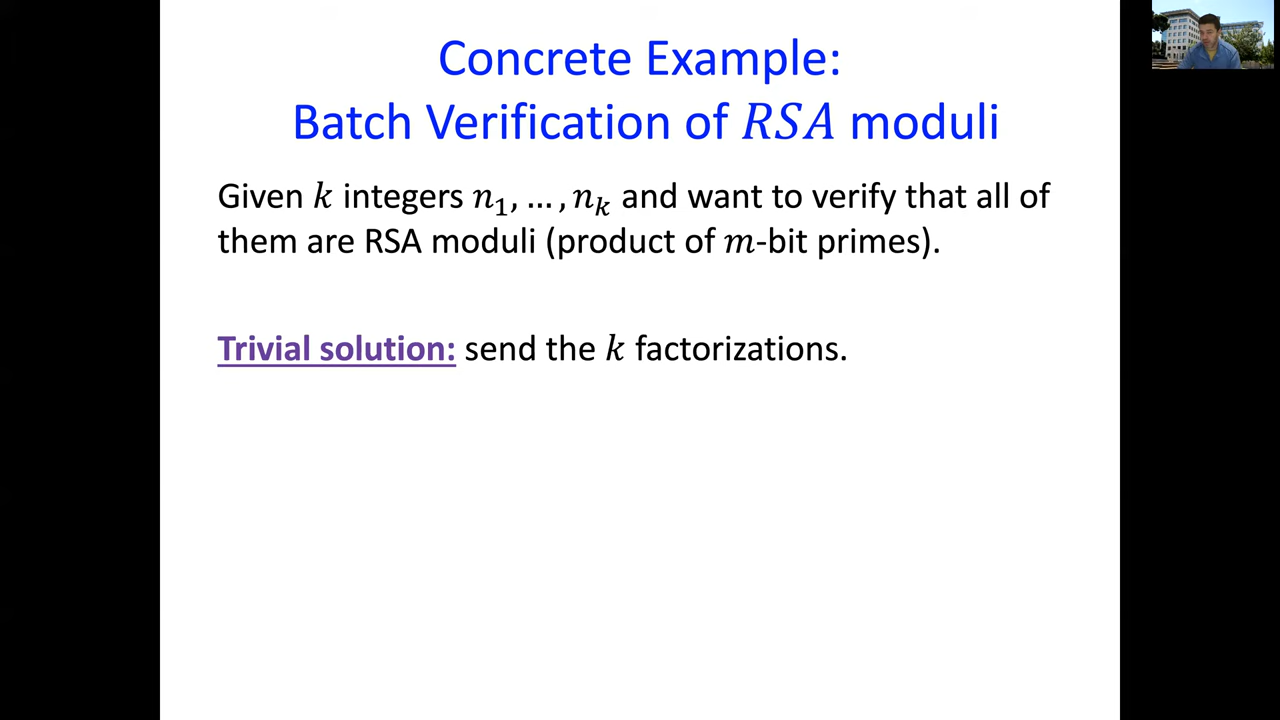 Concrete Example:
Batch Verification of RSA moduli
Given k integers n₁, … , nₖ and want to verify that all of
them are RSA moduli (product of m-bit primes).
Trivial solution: send the k factorizations.